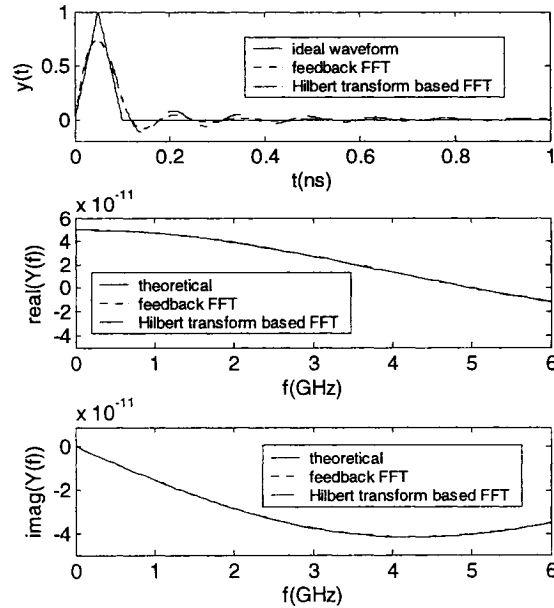 1
0.5
0
y(t)
ideal waveform
feedback FFT
Hilbert transform based FFT
0 0.2 0.4 0.6 0.8 1
t(ns)
x 10^-11
6
4
2
0
-2
-4
real(Y(f))
theoretical
feedback FFT
Hilbert transform based FFT
0 1 2 3 4 5 6
f(GHz)
x 10^-11
0
-2
-4
imag(Y(f))
theoretical
feedback FFT
Hilbert transform based FFT
0 1 2 3 4 5 6
f(GHz)